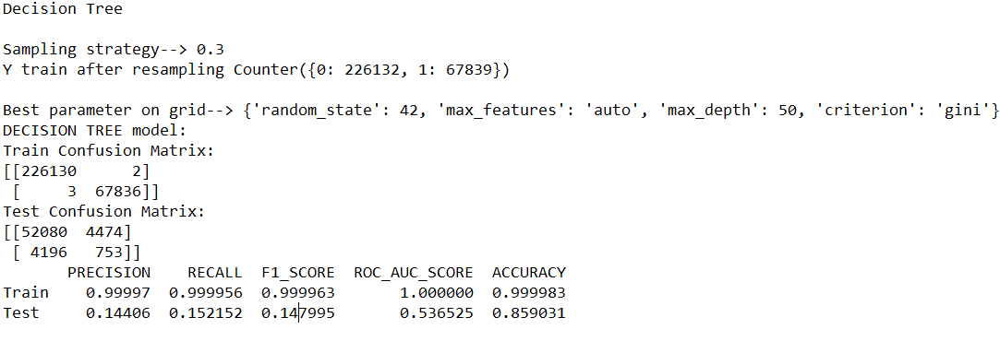 Decision Tree
Sampling strategy--> 0.3
Y train after resampling Counter({0: 226132, 1: 67839})
Best parameter on grid--> {'random_state': 42, 'max_features': 'auto', 'max_depth': 50, 'criterion': 'gini'}
DECISION TREE model:
Train Confusion Matrix:
[[226130      2]
 [     3  67836]]
Test Confusion Matrix:
[[52080  4474]
 [ 4196   753]]
       PRECISION    RECALL  F1_SCORE  ROC_AUC_SCORE  ACCURACY
Train    0.99997  0.999956  0.999963       1.000000  0.999983
Test     0.14406  0.152152  0.147995       0.536525  0.859031